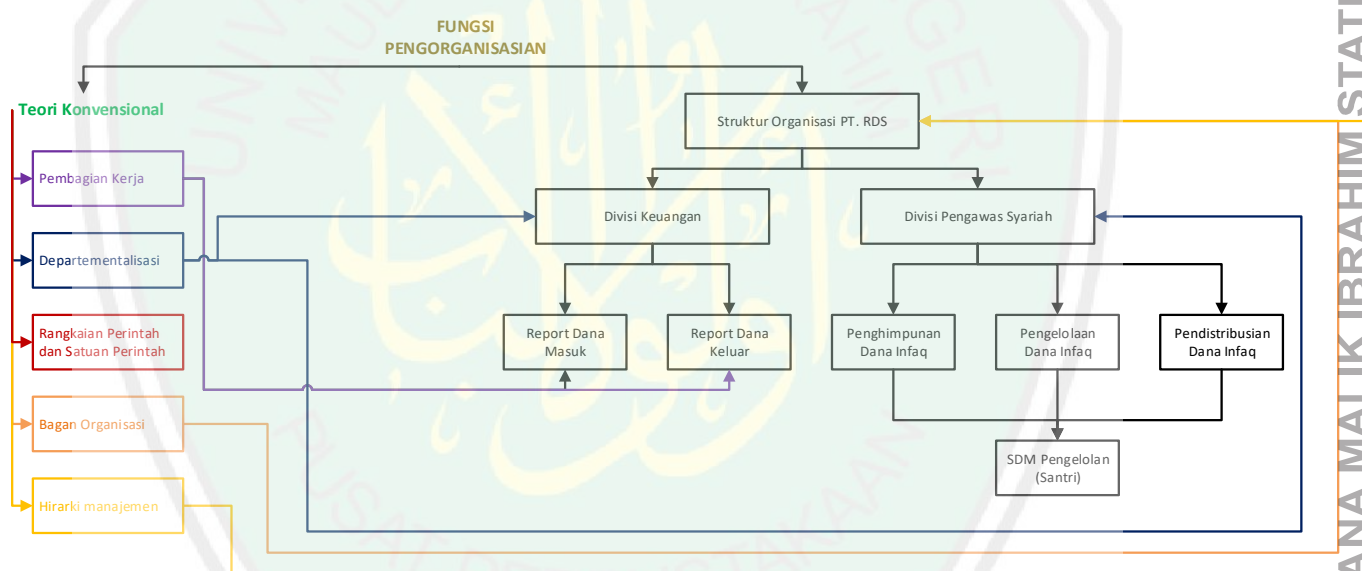 FUNGSI
PENGORGANISASIAN
Teori Konvensional
Struktur Organisasi PT. RDS
Pembagian Kerja
Divisi Keuangan
Divisi Pengawas Syariah
Departementalisasi
Rangkaian Perintah
dan Satuan Perintah
Report Dana
Masuk
Report Dana
Keluar
Penghimpunan
Dana Infaq
Pengelolaan
Dana Infaq
Pendistribusian
Dana Infaq
Bagan Organisasi
SDM Pengelolan
(Santri)
Hirarki manajemen
MALIK IBRAHIM